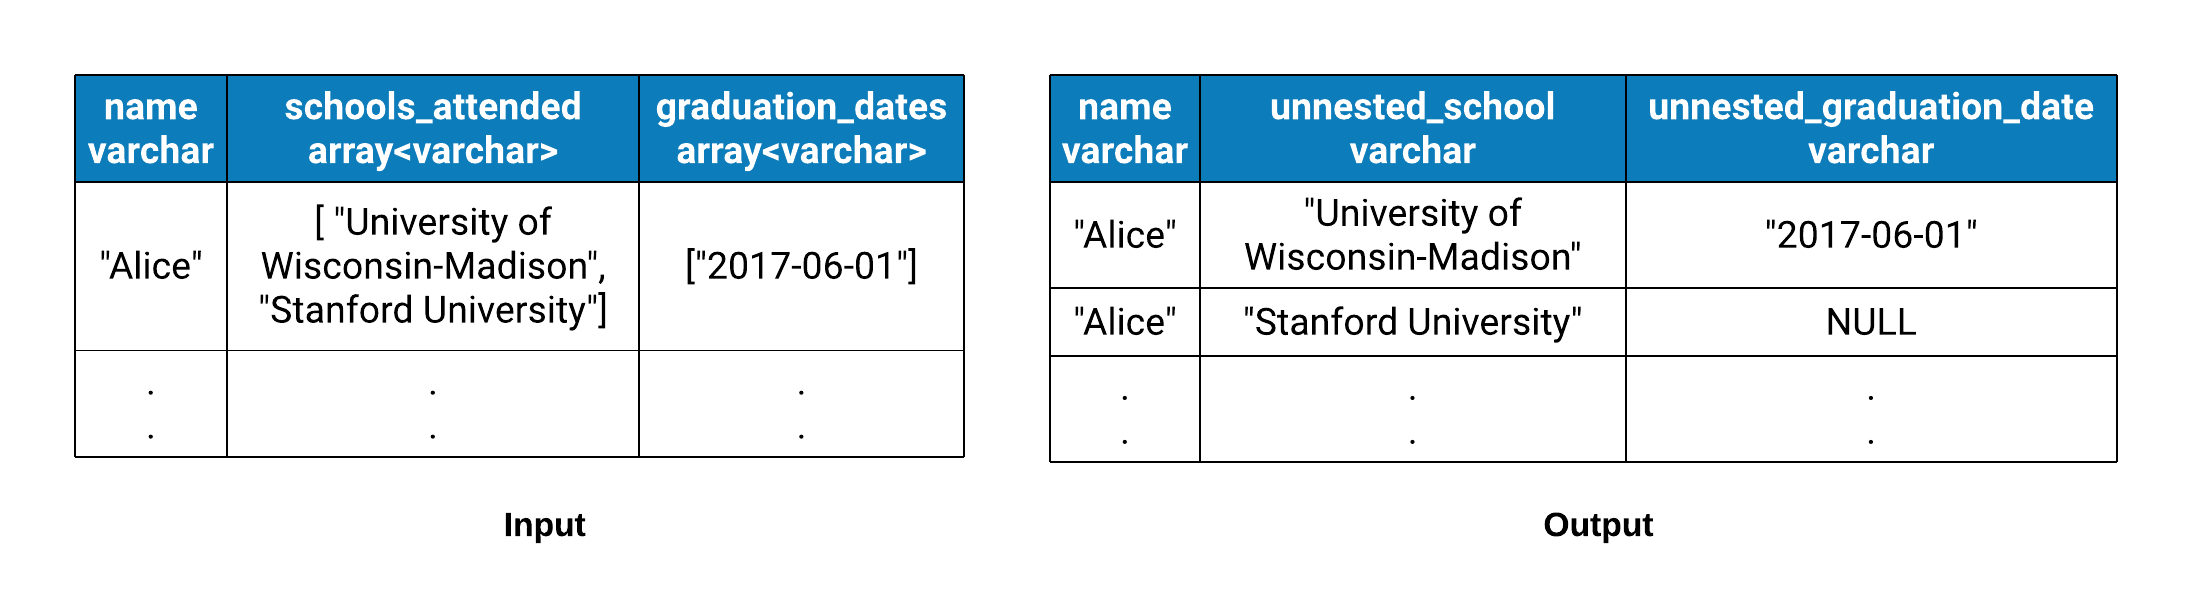 name schools_attended graduation_dates
varchar array<varchar> array<varchar>
"Alice" [ "University of Wisconsin-Madison", "Stanford University"] ["2017-06-01"]
. . .
. . .
Input
name unnested_school unnested_graduation_date
varchar varchar varchar
"Alice" "University of Wisconsin-Madison" "2017-06-01"
"Alice" "Stanford University" NULL
. . .
. . .
Output